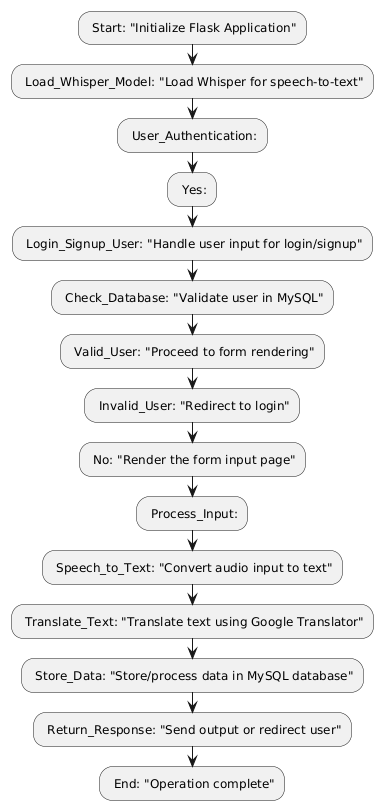 Start: "Initialize Flask Application"
Load_Whisper_Model: "Load Whisper for speech-to-text"
User_Authentication:
Yes:
Login_Signup_User: "Handle user input for login/signup"
Check_Database: "Validate user in MySQL"
Valid_User: "Proceed to form rendering"
Invalid_User: "Redirect to login"
No: "Render the form input page"
Process_Input:
Speech_to_Text: "Convert audio input to text"
Translate_Text: "Translate text using Google Translator"
Store_Data: "Store/process data in MySQL database"
Return_Response: "Send output or redirect user"
End: "Operation complete"